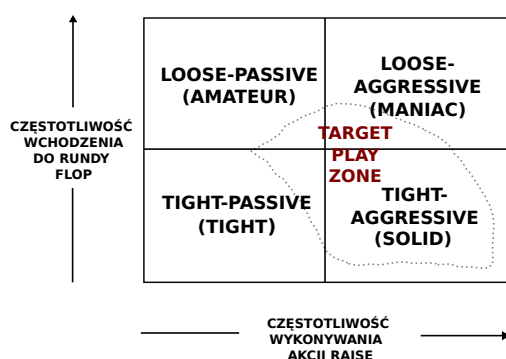 LOOSE-PASSIVE
(AMATEUR)
LOOSE-
AGGRESSIVE
(MANIAC)
TARGET
PLAY
ZONE
CZĘSTOTLIWOŚĆ
WCHODZENIA
DO RUNDY
FLOP
TIGHT-PASSIVE
(TIGHT)
TIGHT-
AGGRESSIVE
(SOLID)
CZĘSTOTLIWOŚĆ
WYKONYWANIA
AKCJI RAISE